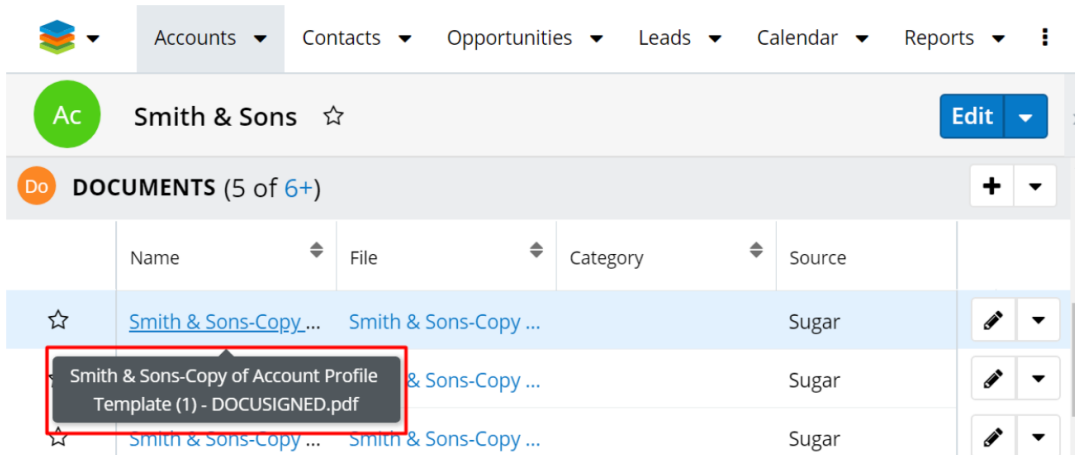 Accounts Contacts Opportunities Leads Calendar Reports
Ac Smith & Sons Edit
Do DOCUMENTS (5 of 6+)
Name File Category Source
Smith & Sons-Copy ... Smith & Sons-Copy ... Sugar
Smith & Sons-Copy of Account Profile
Template (1) - DOCUSIGNED.pdf
& Sons-Copy ... Sugar
Smith & Sons-Copy ... Smith & Sons-Copy ... Sugar